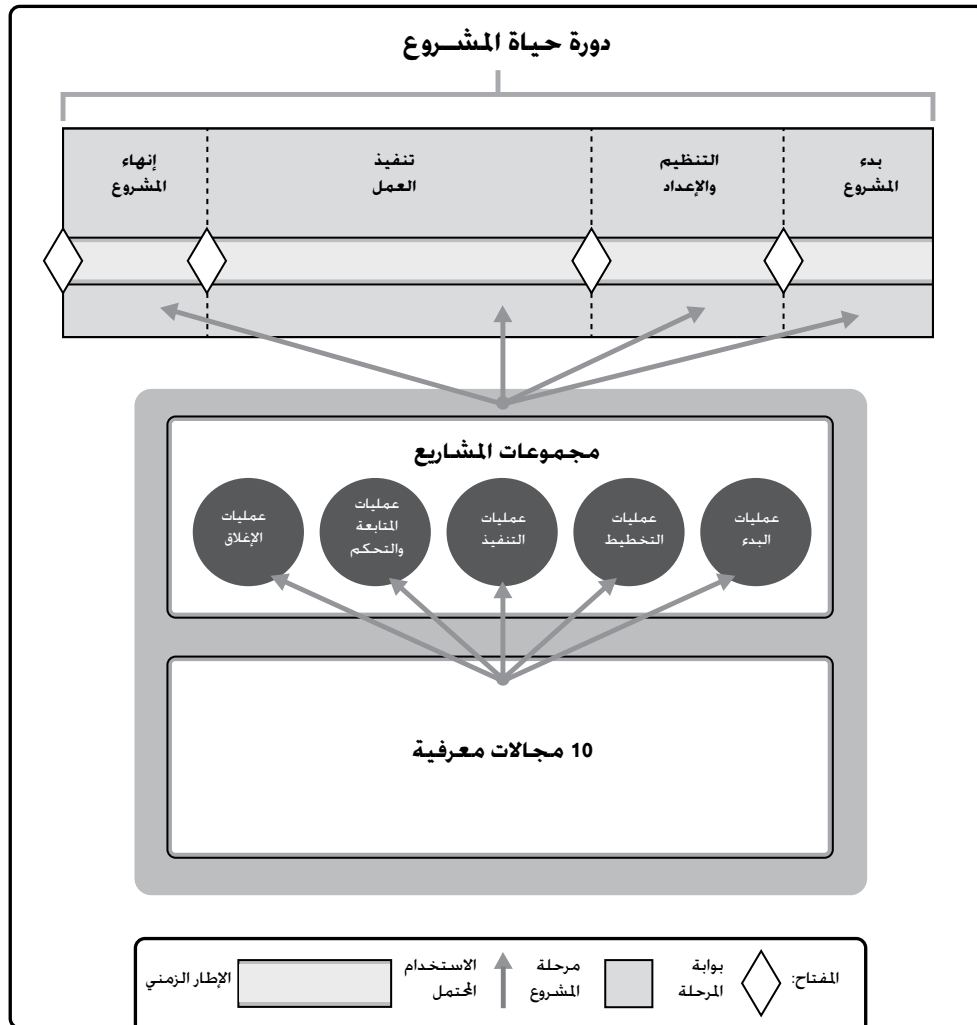 دورة حياة المشروع
بدء
المشروع
التنظيم
والإعداد
تنفيذ
العمل
إنهاء
المشروع
مجموعات المشاريع
عمليات
البدء
عمليات
التخطيط
عمليات
التنفيذ
عمليات
المتابعة
والتحكم
عمليات
الإغلاق
10 مجالات معرفية
المفتاح:
بوابة
المرحلة
مرحلة
المشروع
الاستخدام
المحتمل
الإطار الزمني